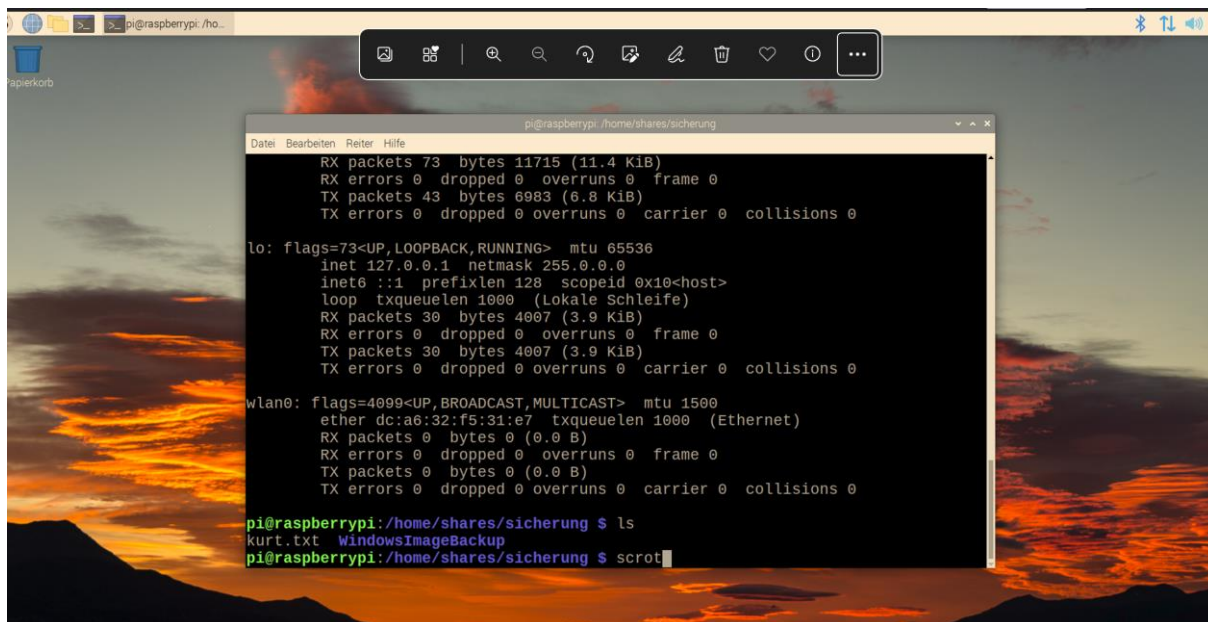 pi@raspberrypi: /ho...
Papierkorb
pi@raspberrypi: /home/shares/sicherung
Datei Bearbeiten Reiter Hilfe
RX packets 73 bytes 11715 (11.4 KiB)
RX errors 0 dropped 0 overruns 0 frame 0
TX packets 43 bytes 6983 (6.8 KiB)
TX errors 0 dropped 0 overruns 0 carrier 0 collisions 0
lo: flags=73<UP,LOOPBACK,RUNNING> mtu 65536
inet 127.0.0.1 netmask 255.0.0.0
inet6 ::1 prefixlen 128 scopeid 0x10<host>
loop txqueuelen 1000 (Lokale Schleife)
RX packets 30 bytes 4007 (3.9 KiB)
RX errors 0 dropped 0 overruns 0 frame 0
TX packets 30 bytes 4007 (3.9 KiB)
TX errors 0 dropped 0 overruns 0 carrier 0 collisions 0
wlan0: flags=4099<UP,BROADCAST,MULTICAST> mtu 1500
ether dc:a6:32:f5:31:e7 txqueuelen 1000 (Ethernet)
RX packets 0 bytes 0 (0.0 B)
RX errors 0 dropped 0 overruns 0 frame 0
TX packets 0 bytes 0 (0.0 B)
TX errors 0 dropped 0 overruns 0 carrier 0 collisions 0
pi@raspberrypi:/home/shares/sicherung $ ls
kurt.txt WindowsImageBackup
pi@raspberrypi:/home/shares/sicherung $ scrot